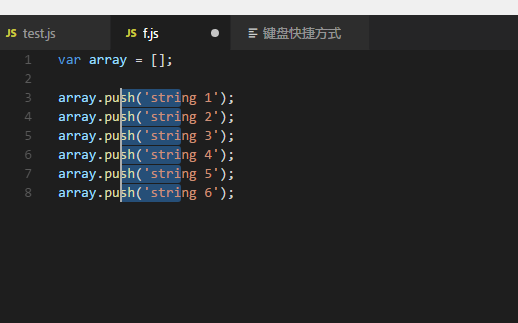 JS test.js JS f.js 键盘快捷方式
1 var array = [];
2
3 array.push('string 1');
4 array.push('string 2');
5 array.push('string 3');
6 array.push('string 4');
7 array.push('string 5');
8 array.push('string 6');